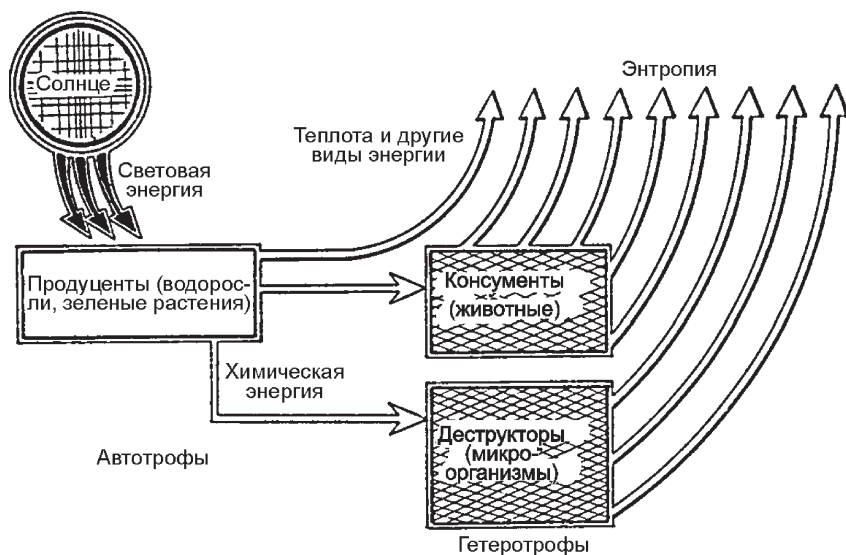 Солнце
Энтропия
Теплота и другие
виды энергии
Световая
энергия
Продуценты (водорос-
ли, зеленые растения)
Консументы
(животные)
Химическая
энергия
Деструкторы
(микро-
организмы)
Автотрофы
Гетеротрофы